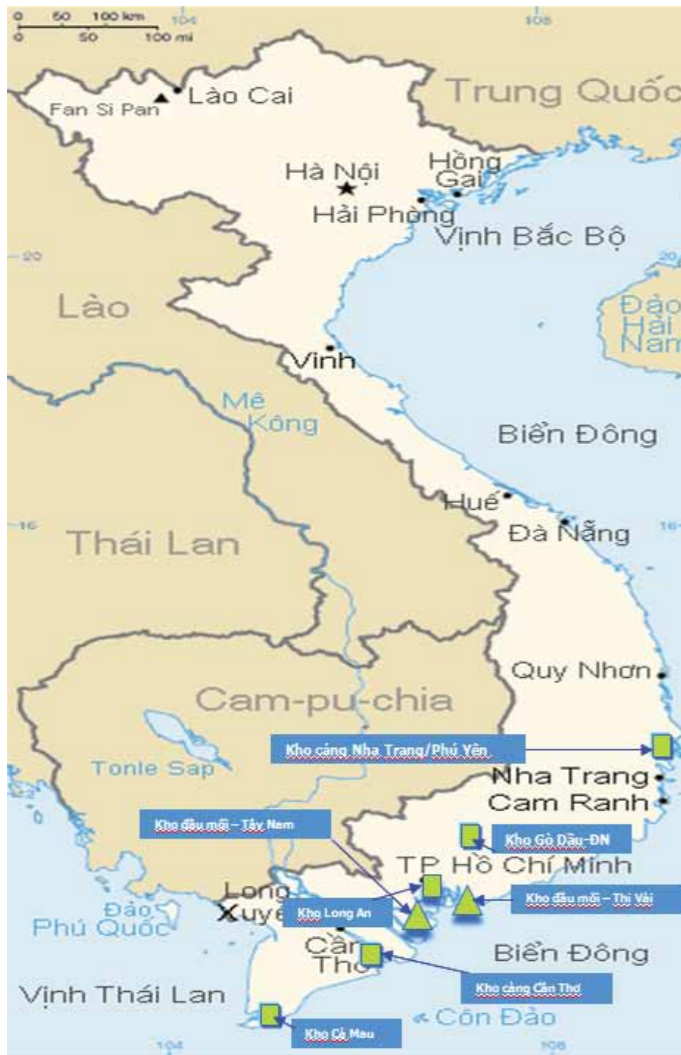 0 50 100 km
0 50 100 mi
104
108
Trung Quốc
Lào Cai
Fan Si Pan
Hà Nội
Hồng
Gai
Hải Phòng
Vịnh Bắc Bộ
20
20
Lào
Đảo
Hải
Nam
Vinh
Mê
Kông
Biển Đông
Huế
16
16
Đà Nẵng
Thái Lan
Quy Nhơn
Cam-pu-chia
Kho cảng Nha Trang/Phú Yên
Tonle Sap
Nha Trang
Cam Ranh
Kho đầu mối – Tây Nam
Kho Gò Dầu-ĐN
TP Hồ Chí Minh
Long
Xuyên
Kho Long An
Kho đầu mối – Thị Vải
Đảo
Phú Quốc
Cần
Thơ
Biển Đông
Kho cảng Cần Thơ
Vịnh Thái Lan
Côn Đảo
Kho Cà Mau
104
108